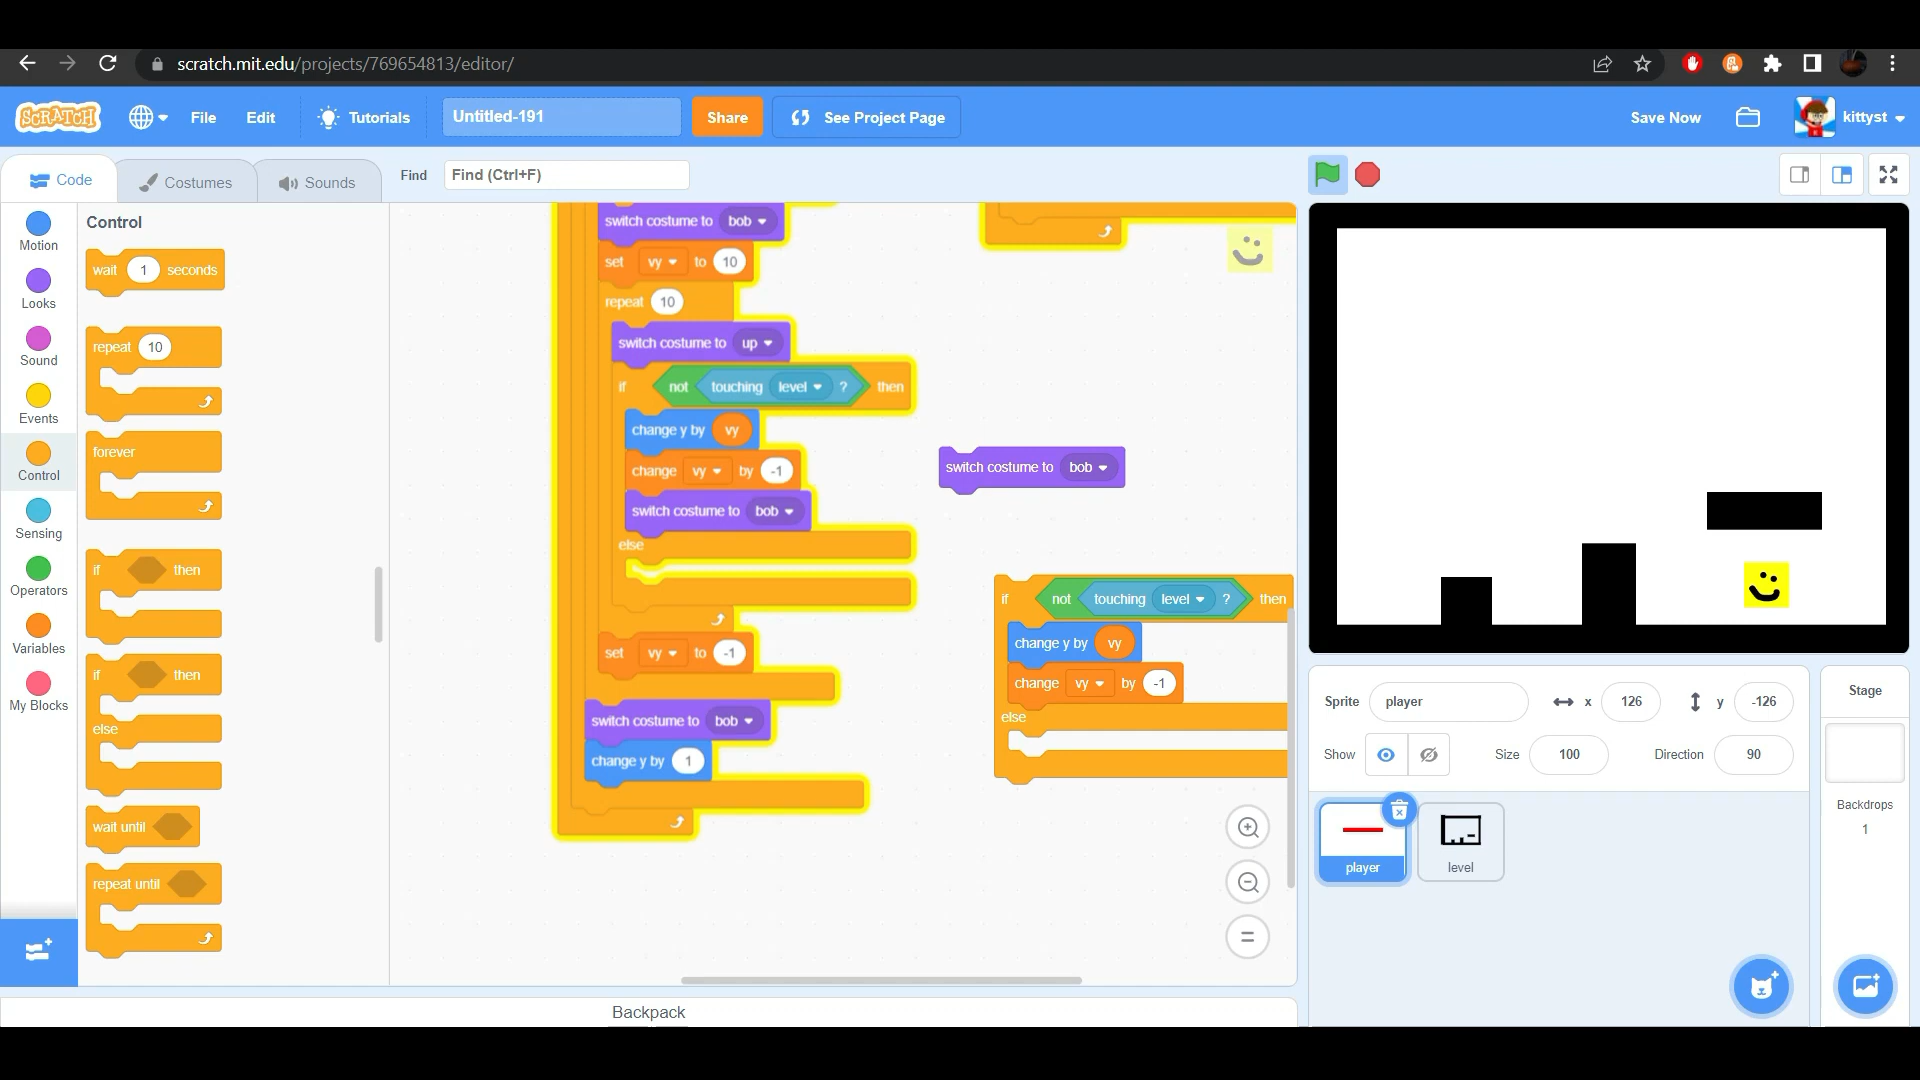 scratch.mit.edu/projects/769654813/editor/
SCRATCH
File
Edit
Tutorials
Untitled-191
Share
See Project Page
Save Now
kittyst
Code
Costumes
Sounds
Find
Find (Ctrl+F)
Motion
Looks
Sound
Events
Control
Sensing
Operators
Variables
My Blocks
Control
wait 1 seconds
repeat 10
forever
if then
if then
else
wait until
repeat until
switch costume to bob
set vy to 10
repeat 10
switch costume to up
if not touching level ? then
change y by vy
change vy by -1
switch costume to bob
else
set vy to -1
switch costume to bob
change y by 1
switch costume to bob
if not touching level ? then
change y by vy
change vy by -1
else
Backpack
Sprite player x 126 y -126
Show Size 100 Direction 90
player
level
Stage
Backdrops
1